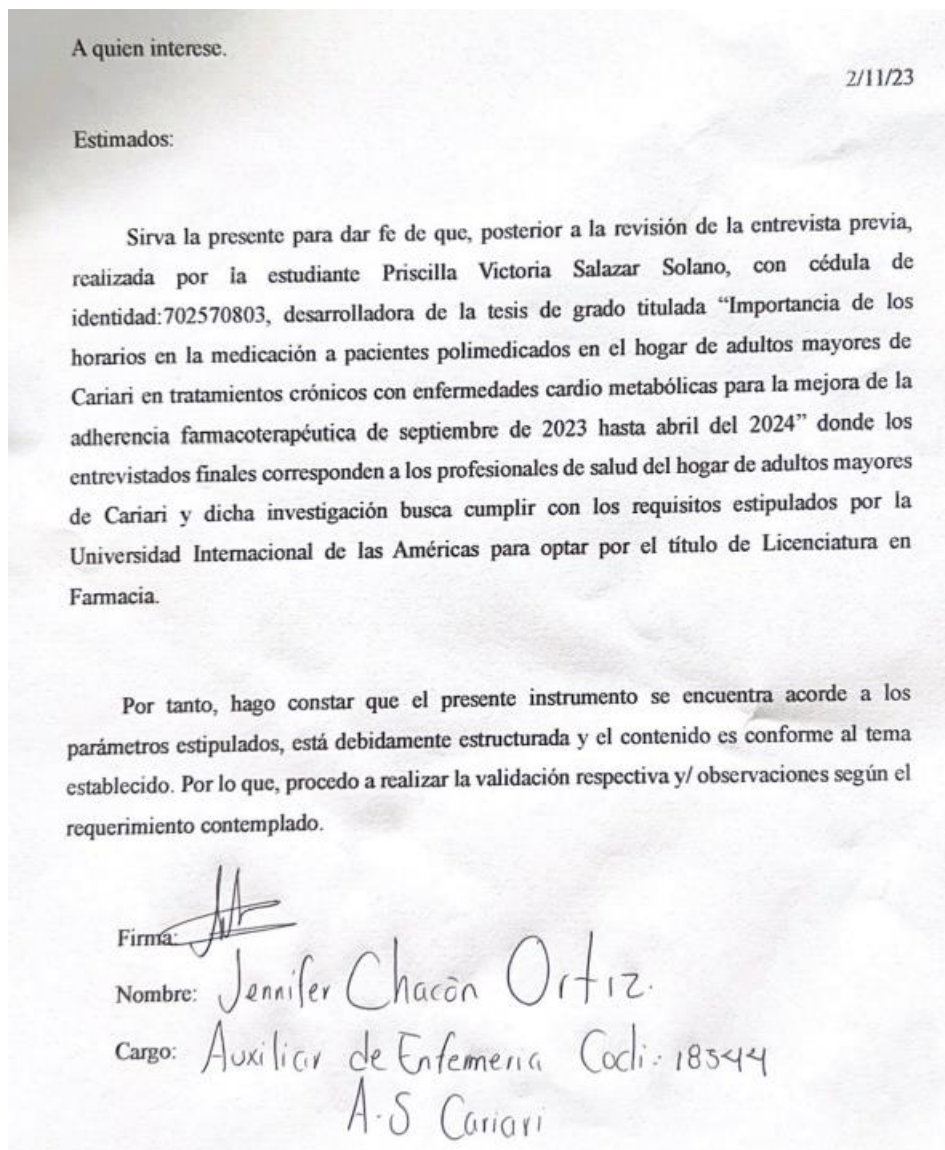 A quien interese.
2/11/23
Estimados:
Sirva la presente para dar fe de que, posterior a la revisión de la entrevista previa,
realizada por la estudiante Priscilla Victoria Salazar Solano, con cédula de
identidad:702570803, desarrolladora de la tesis de grado titulada “Importancia de los
horarios en la medicación a pacientes polimedicados en el hogar de adultos mayores de
Cariari en tratamientos crónicos con enfermedades cardio metabólicas para la mejora de la
adherencia farmacoterapéutica de septiembre de 2023 hasta abril del 2024” donde los
entrevistados finales corresponden a los profesionales de salud del hogar de adultos mayores
de Cariari y dicha investigación busca cumplir con los requisitos estipulados por la
Universidad Internacional de las Américas para optar por el título de Licenciatura en
Farmacia.
Por tanto, hago constar que el presente instrumento se encuentra acorde a los
parámetros estipulados, está debidamente estructurada y el contenido es conforme al tema
establecido. Por lo que, procedo a realizar la validación respectiva y/ observaciones según el
requerimiento contemplado.
Firma:
Nombre: Jennifer Chacòn Ortiz.
Cargo: Auxiliar de Enfemeria Codi: 18544
A.S Cariari